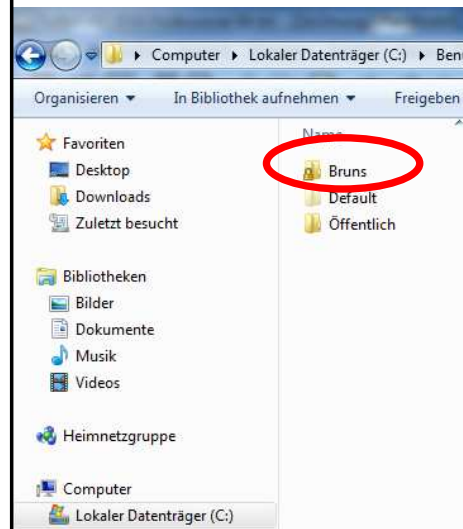 Computer ▸ Lokaler Datenträger (C:) ▸ Ben
Organisieren ▾ In Bibliothek aufnehmen ▾ Freigeben
Favoriten
Desktop
Downloads
Zuletzt besucht
Bibliotheken
Bilder
Dokumente
Musik
Videos
Heimnetzgruppe
Computer
Lokaler Datenträger (C:)
Name
Bruns
Default
Öffentlich